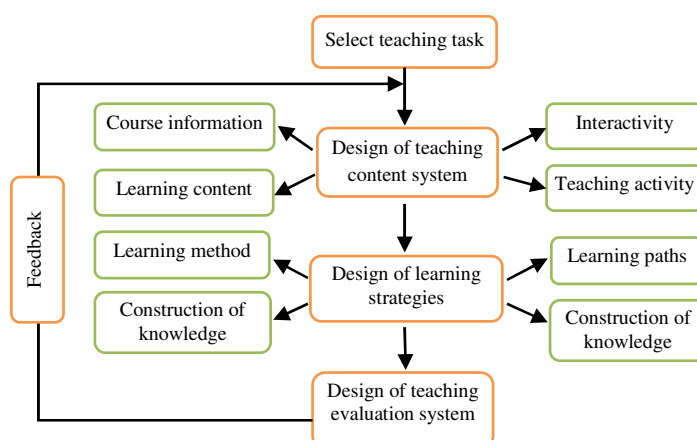 Select teaching task
Course information
Interactivity
Design of teaching
content system
Learning content
Teaching activity
Feedback
Learning method
Learning paths
Design of learning
strategies
Construction of
knowledge
Construction of
knowledge
Design of teaching
evaluation system